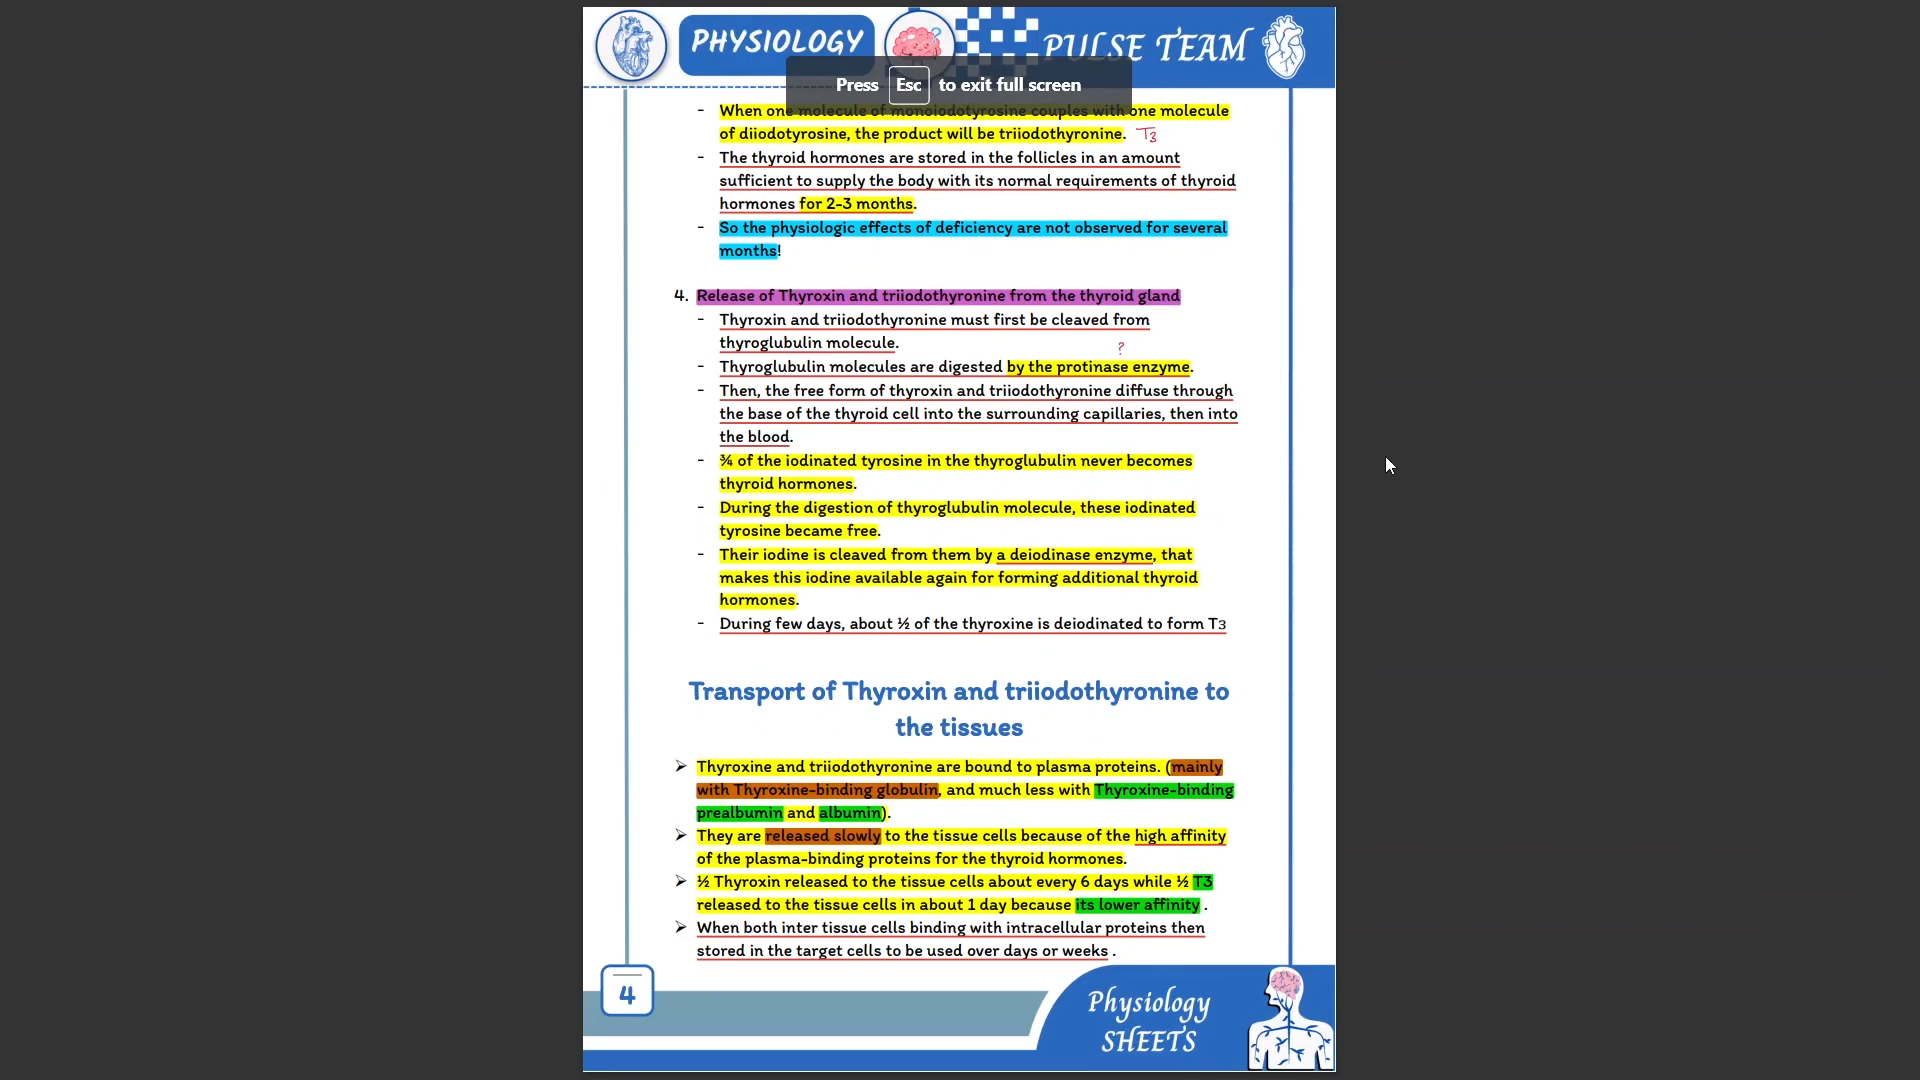 PHYSIOLOGY
PULSE TEAM
Press Esc to exit full screen
- When one molecule of monoiodotyrosine couples with one molecule
of diiodotyrosine, the product will be triiodothyronine. T3
- The thyroid hormones are stored in the follicles in an amount
sufficient to supply the body with its normal requirements of thyroid
hormones for 2-3 months.
- So the physiologic effects of deficiency are not observed for several
months!
4. Release of Thyroxin and triiodothyronine from the thyroid gland
- Thyroxin and triiodothyronine must first be cleaved from
thyroglubulin molecule.
?
- Thyroglubulin molecules are digested by the protinase enzyme.
- Then, the free form of thyroxin and triiodothyronine diffuse through
the base of the thyroid cell into the surrounding capillaries, then into
the blood.
- ¾ of the iodinated tyrosine in the thyroglubulin never becomes
thyroid hormones.
- During the digestion of thyroglubulin molecule, these iodinated
tyrosine became free.
- Their iodine is cleaved from them by a deiodinase enzyme, that
makes this iodine available again for forming additional thyroid
hormones.
- During few days, about ½ of the thyroxine is deiodinated to form T3
Transport of Thyroxin and triiodothyronine to
the tissues
➢ Thyroxine and triiodothyronine are bound to plasma proteins. (mainly
with Thyroxine-binding globulin, and much less with Thyroxine-binding
prealbumin and albumin).
➢ They are released slowly to the tissue cells because of the high affinity
of the plasma-binding proteins for the thyroid hormones.
➢ ½ Thyroxin released to the tissue cells about every 6 days while ½ T3
released to the tissue cells in about 1 day because its lower affinity .
➢ When both inter tissue cells binding with intracellular proteins then
stored in the target cells to be used over days or weeks .
4
Physiology
SHEETS